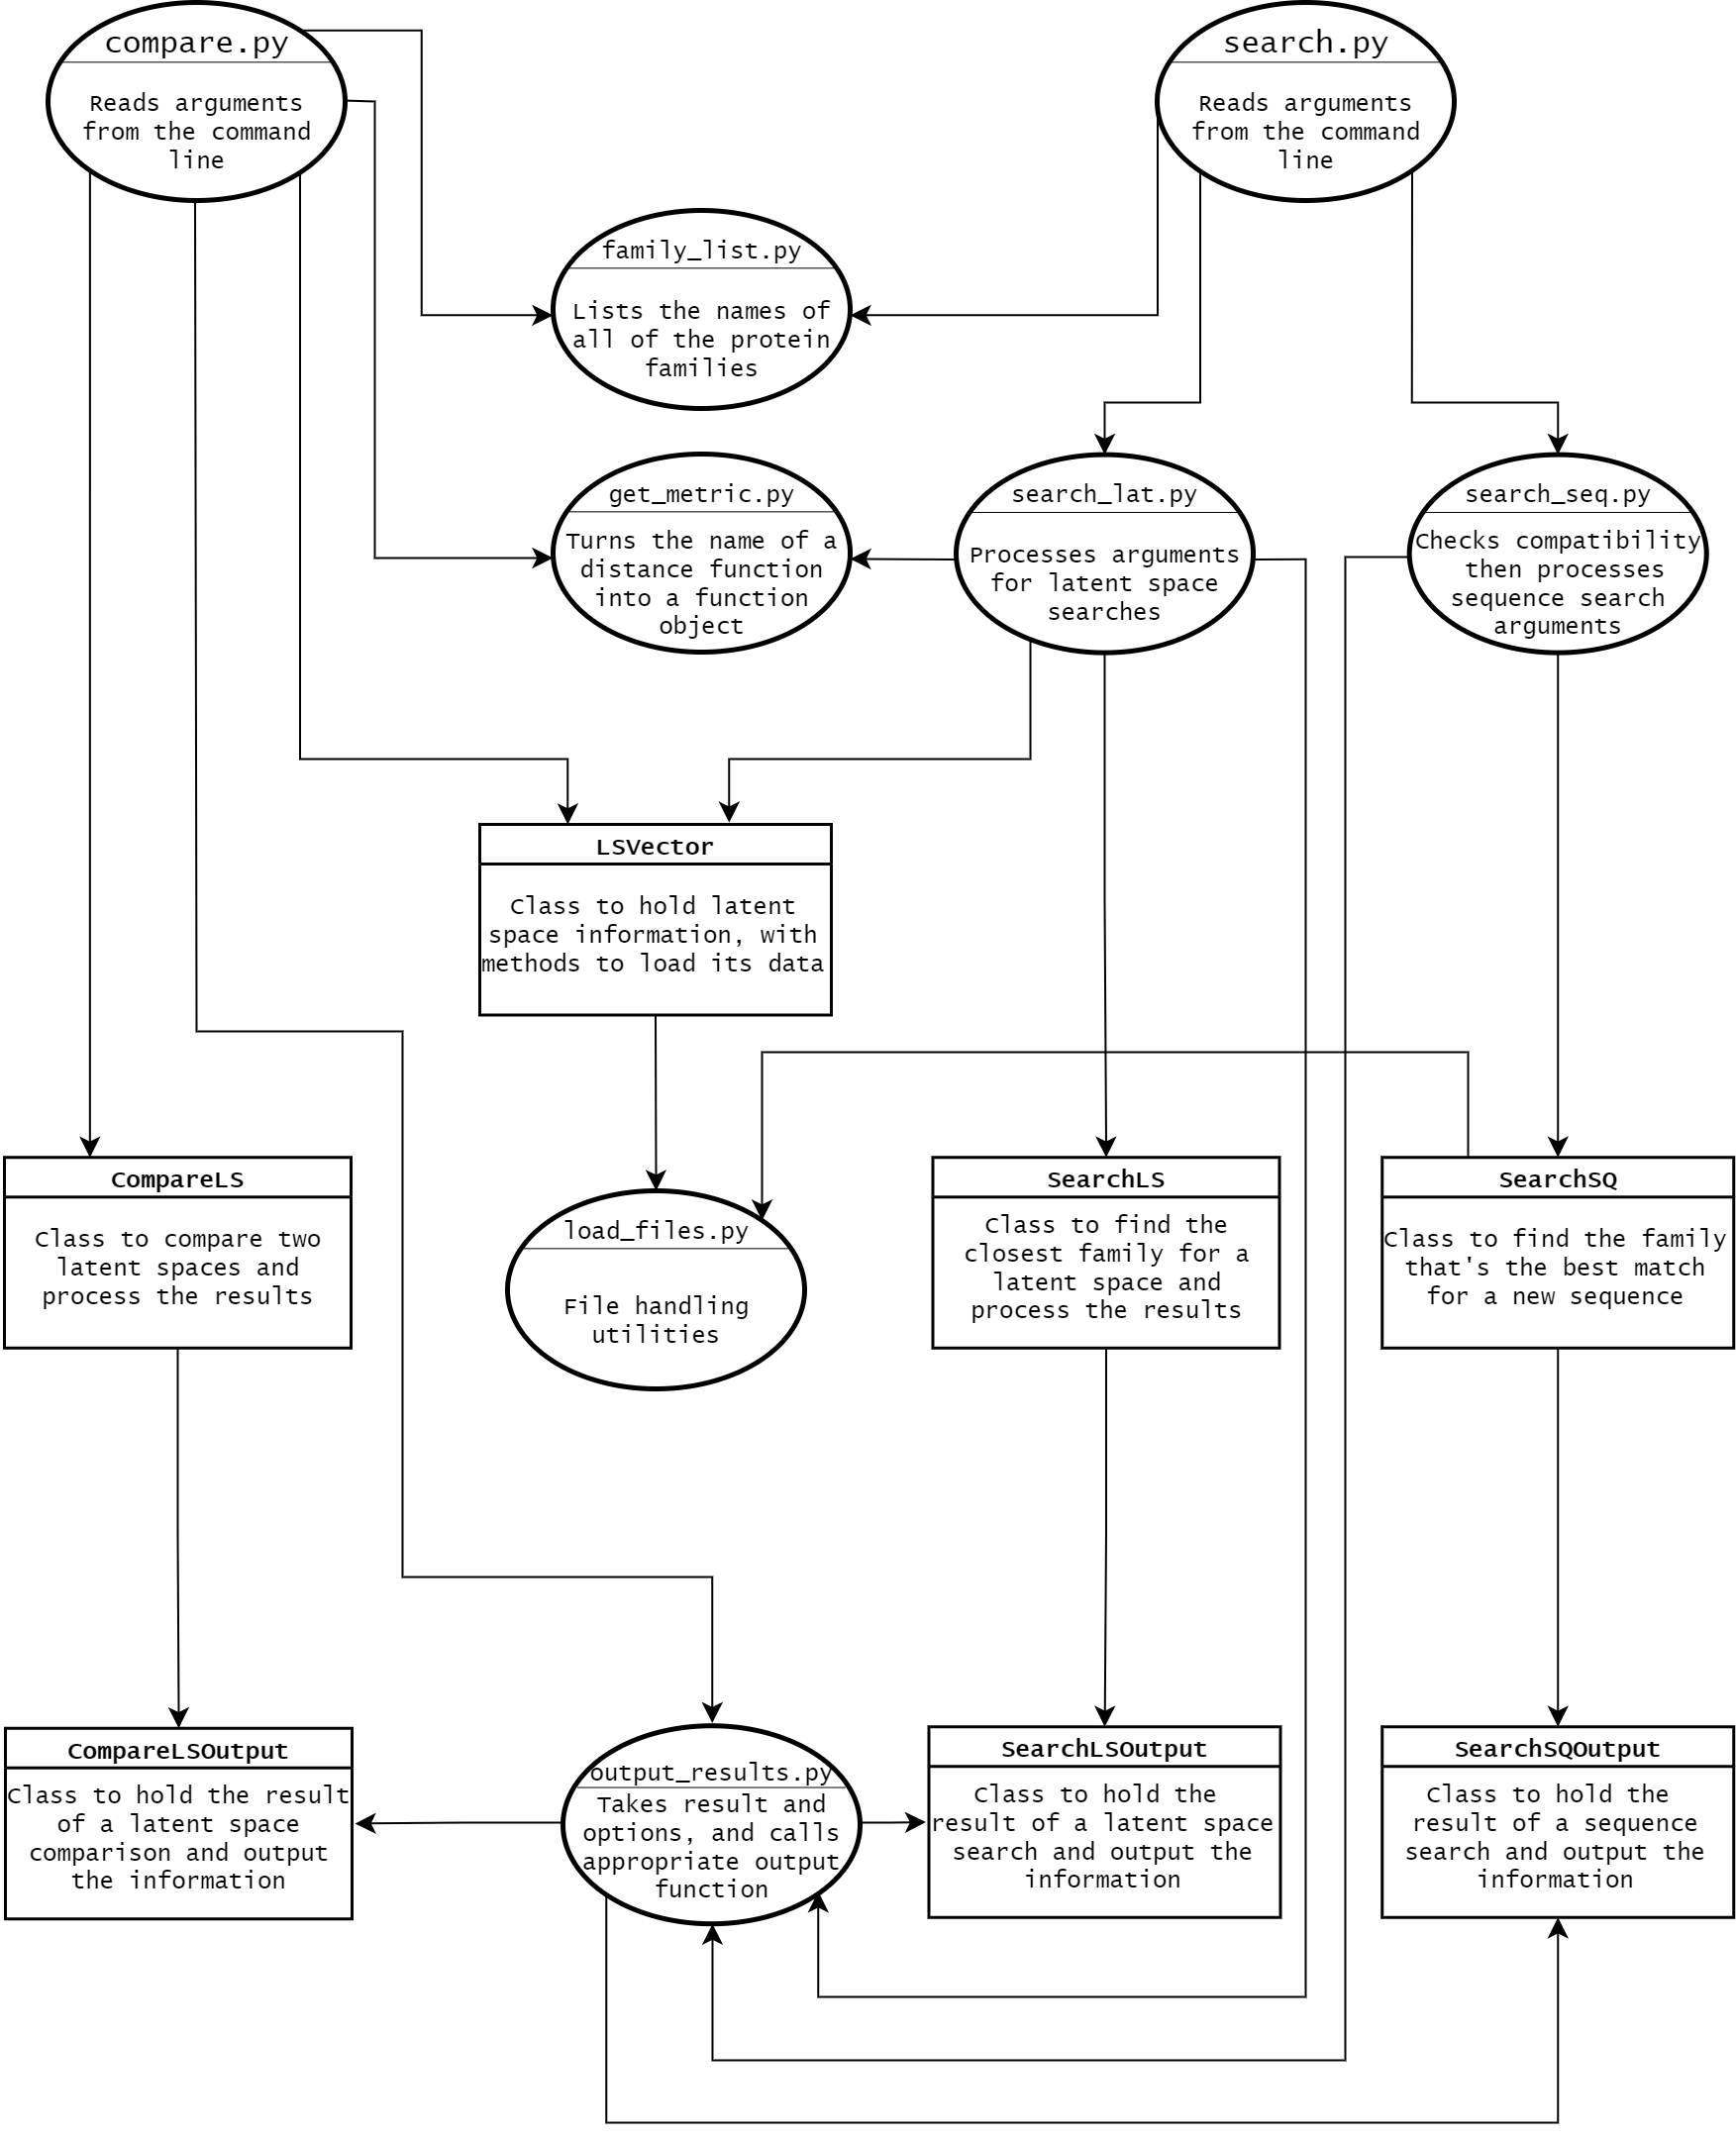 compare.py
Reads arguments
from the command
line
search.py
Reads arguments
from the command
line
family_list.py
Lists the names of
all of the protein
families
get_metric.py
Turns the name of a
distance function
into a function
object
search_lat.py
Processes arguments
for latent space
searches
search_seq.py
Checks compatibility
then processes
sequence search
arguments
LSVector
Class to hold latent
space information, with
methods to load its data
CompareLS
Class to compare two
latent spaces and
process the results
load_files.py
File handling
utilities
SearchLS
Class to find the
closest family for a
latent space and
process the results
SearchSQ
Class to find the family
that's the best match
for a new sequence
CompareLSOutput
Class to hold the result
of a latent space
comparison and output
the information
output_results.py
Takes result and
options, and calls
appropriate output
function
SearchLSOutput
Class to hold the
result of a latent space
search and output the
information
SearchSQOutput
Class to hold the
result of a sequence
search and output the
information